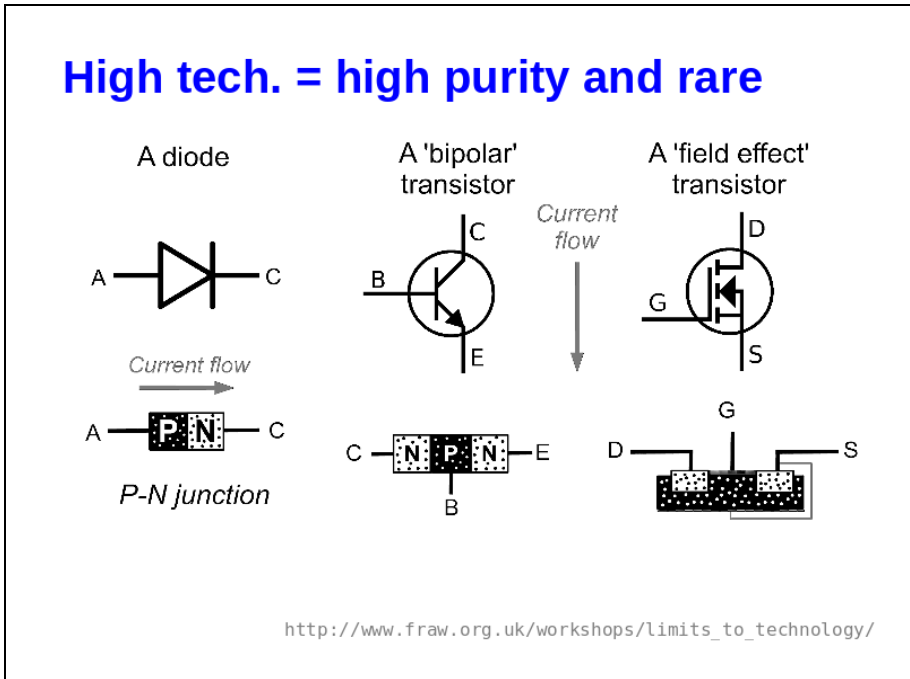 High tech. = high purity and rare
A diode
A
C
Current flow
A
P N
C
P-N junction
A 'bipolar'
transistor
C
B
E
C
N P N
E
B
Current
flow
A 'field effect'
transistor
D
G
S
G
D
S
http://www.fraw.org.uk/workshops/limits_to_technology/